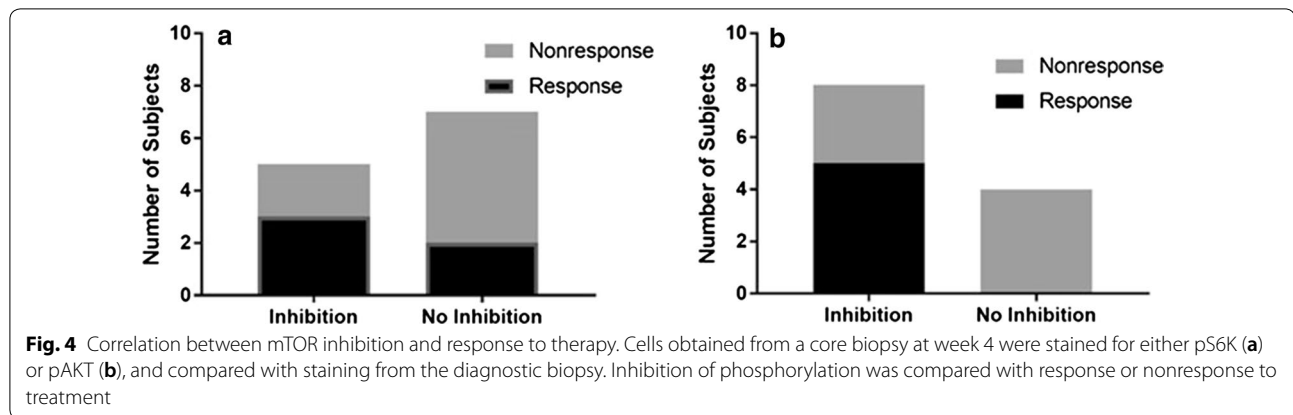 a
10
8
6
4
2
0
Number of Subjects
Nonresponse
Response
Inhibition No Inhibition
b
10
8
6
4
2
0
Number of Subjects
Nonresponse
Response
Inhibition No Inhibition
Fig. 4 Correlation between mTOR inhibition and response to therapy. Cells obtained from a core biopsy at week 4 were stained for either pS6K (a)
or pAKT (b), and compared with staining from the diagnostic biopsy. Inhibition of phosphorylation was compared with response or nonresponse to
treatment